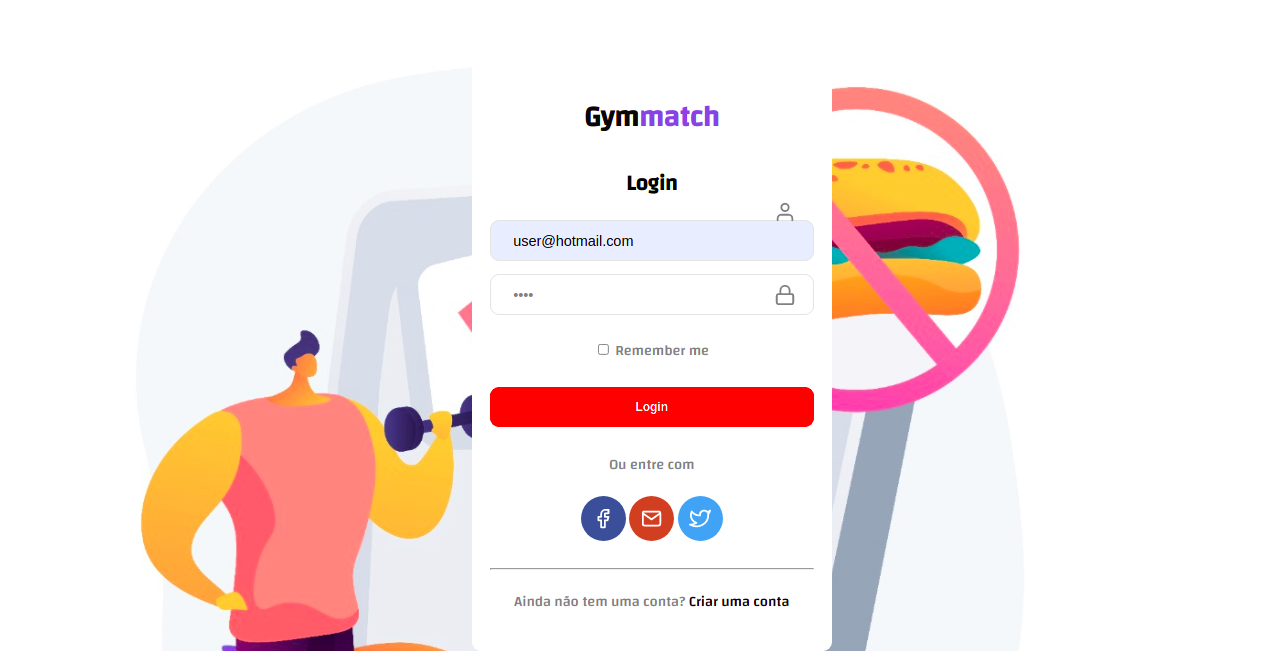 Gymmatch
Login
user@hotmail.com
••••
Remember me
Login
Ou entre com
Ainda não tem uma conta? Criar uma conta